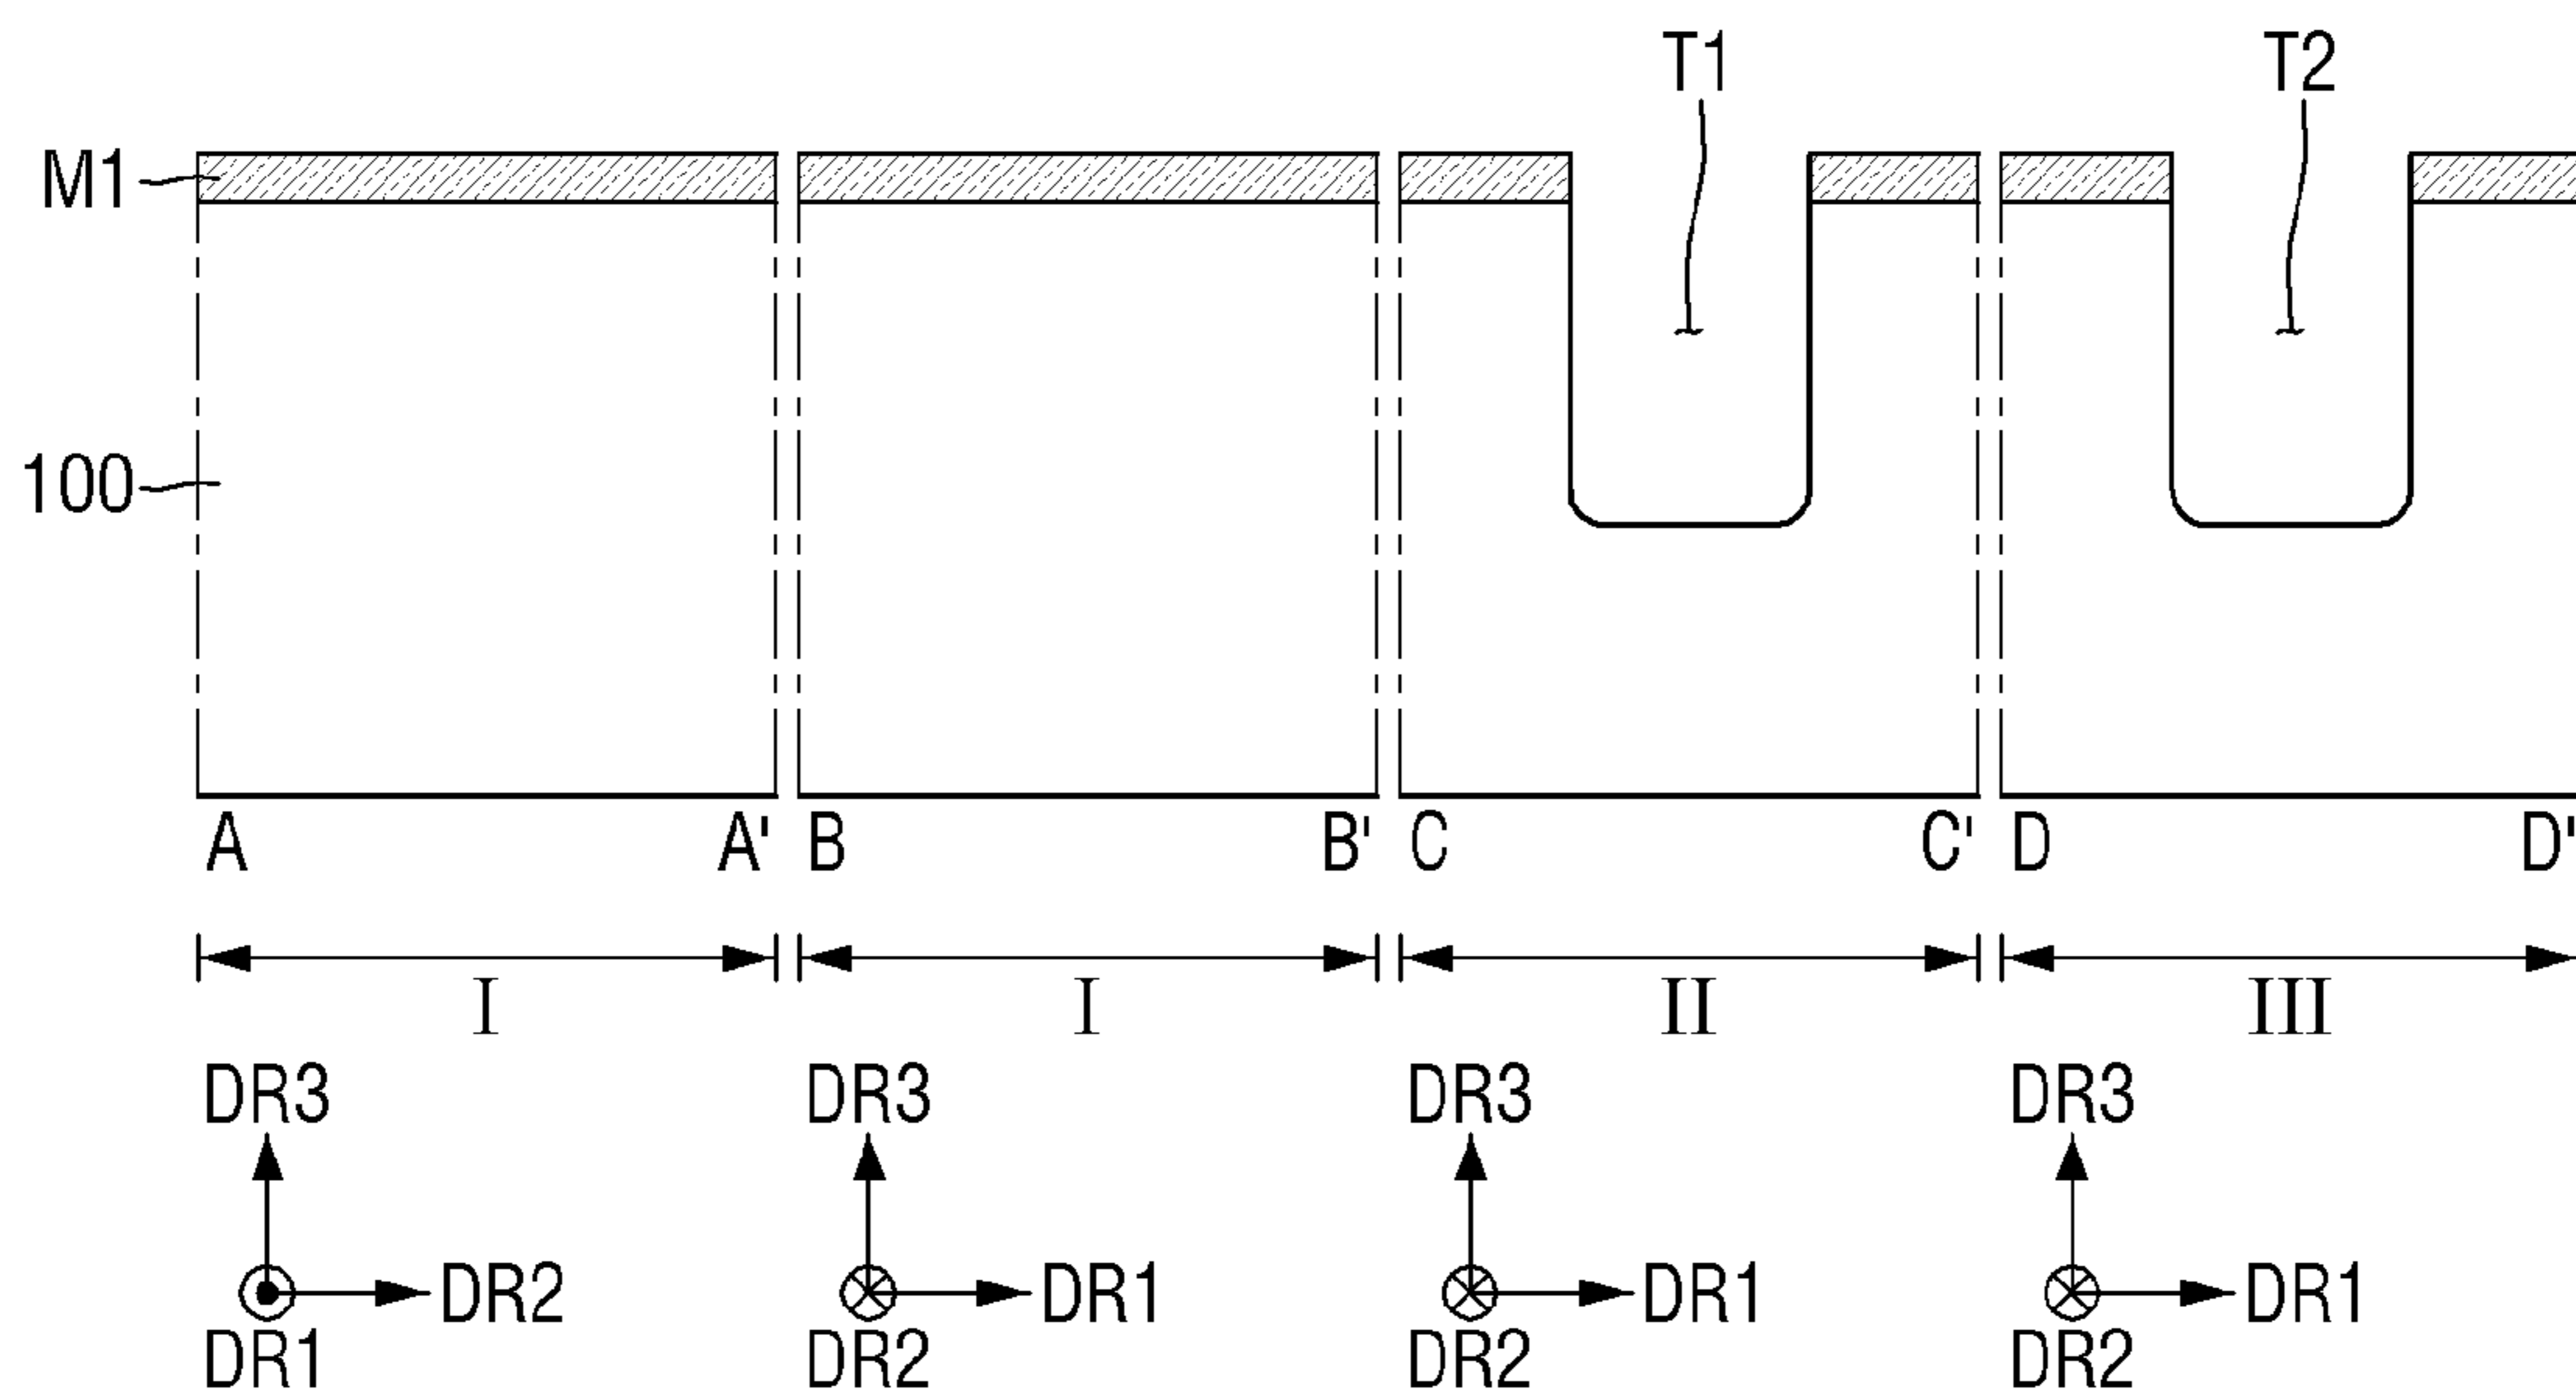 T1 T2
M1
100
A A' B B' C C' D D'
I I II III
DR3 DR3 DR3 DR3
DR2 DR1 DR1 DR1
DR1 DR2 DR2 DR2